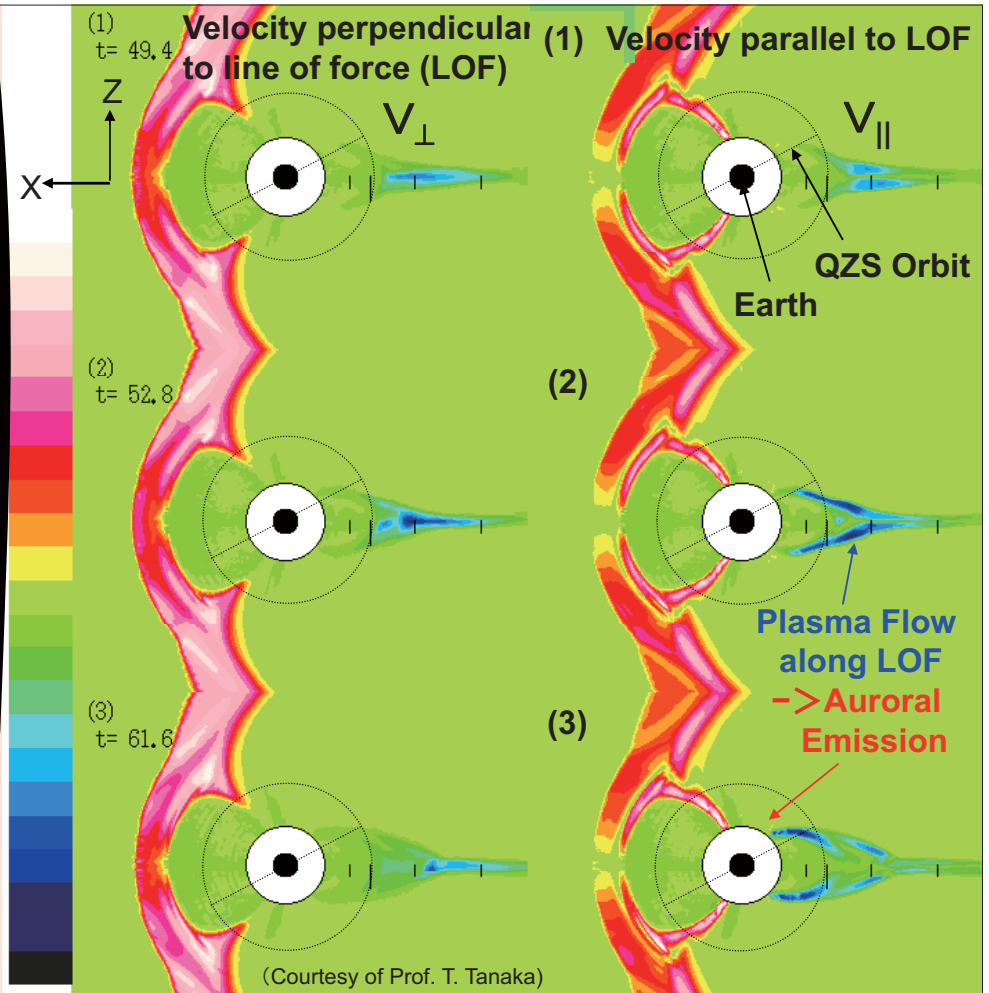 (1)
t= 49.4
Velocity perpendicular
to line of force (LOF)
(1) Velocity parallel to LOF
Z
X
V⊥
V||
QZS Orbit
Earth
(2)
t= 52.8
(2)
Plasma Flow
along LOF
−＞Auroral
Emission
(3)
t= 61.6
(3)
（Courtesy of Prof. T. Tanaka)